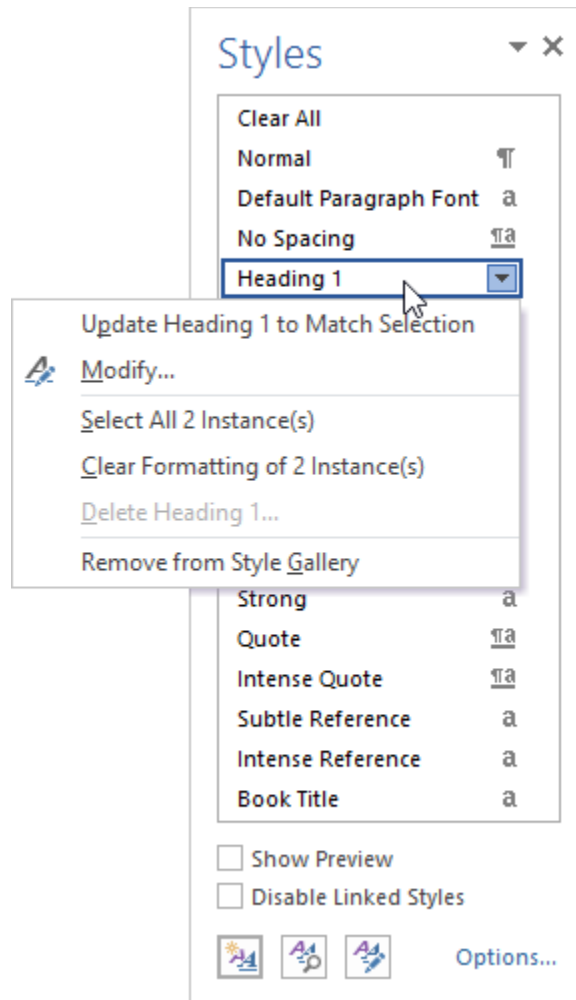 Styles
Clear All
Normal ¶
Default Paragraph Font a
No Spacing ¶a
Heading 1
Update Heading 1 to Match Selection
Modify...
Select All 2 Instance(s)
Clear Formatting of 2 Instance(s)
Delete Heading 1...
Remove from Style Gallery
Strong a
Quote ¶a
Intense Quote ¶a
Subtle Reference a
Intense Reference a
Book Title a
Show Preview
Disable Linked Styles
Options...